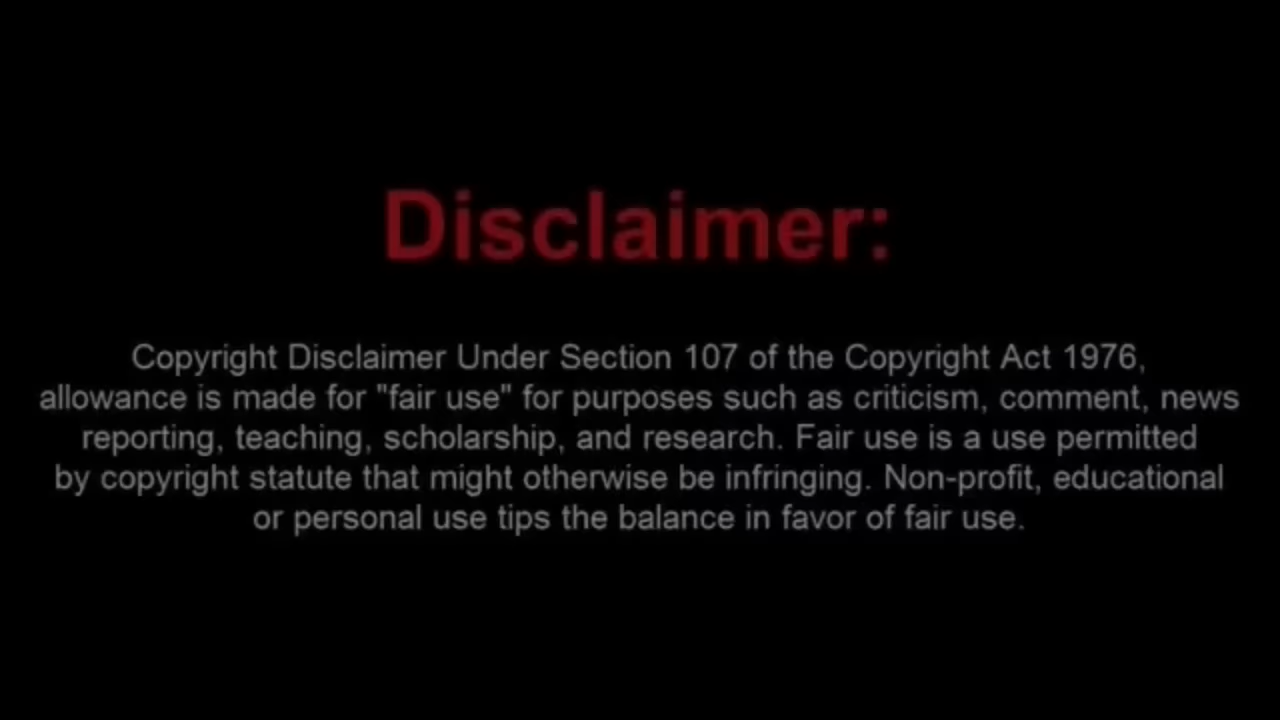 Disclaimer:
Copyright Disclaimer Under Section 107 of the Copyright Act 1976,
allowance is made for "fair use" for purposes such as criticism, comment, news
reporting, teaching, scholarship, and research. Fair use is a use permitted
by copyright statute that might otherwise be infringing. Non-profit, educational
or personal use tips the balance in favor of fair use.